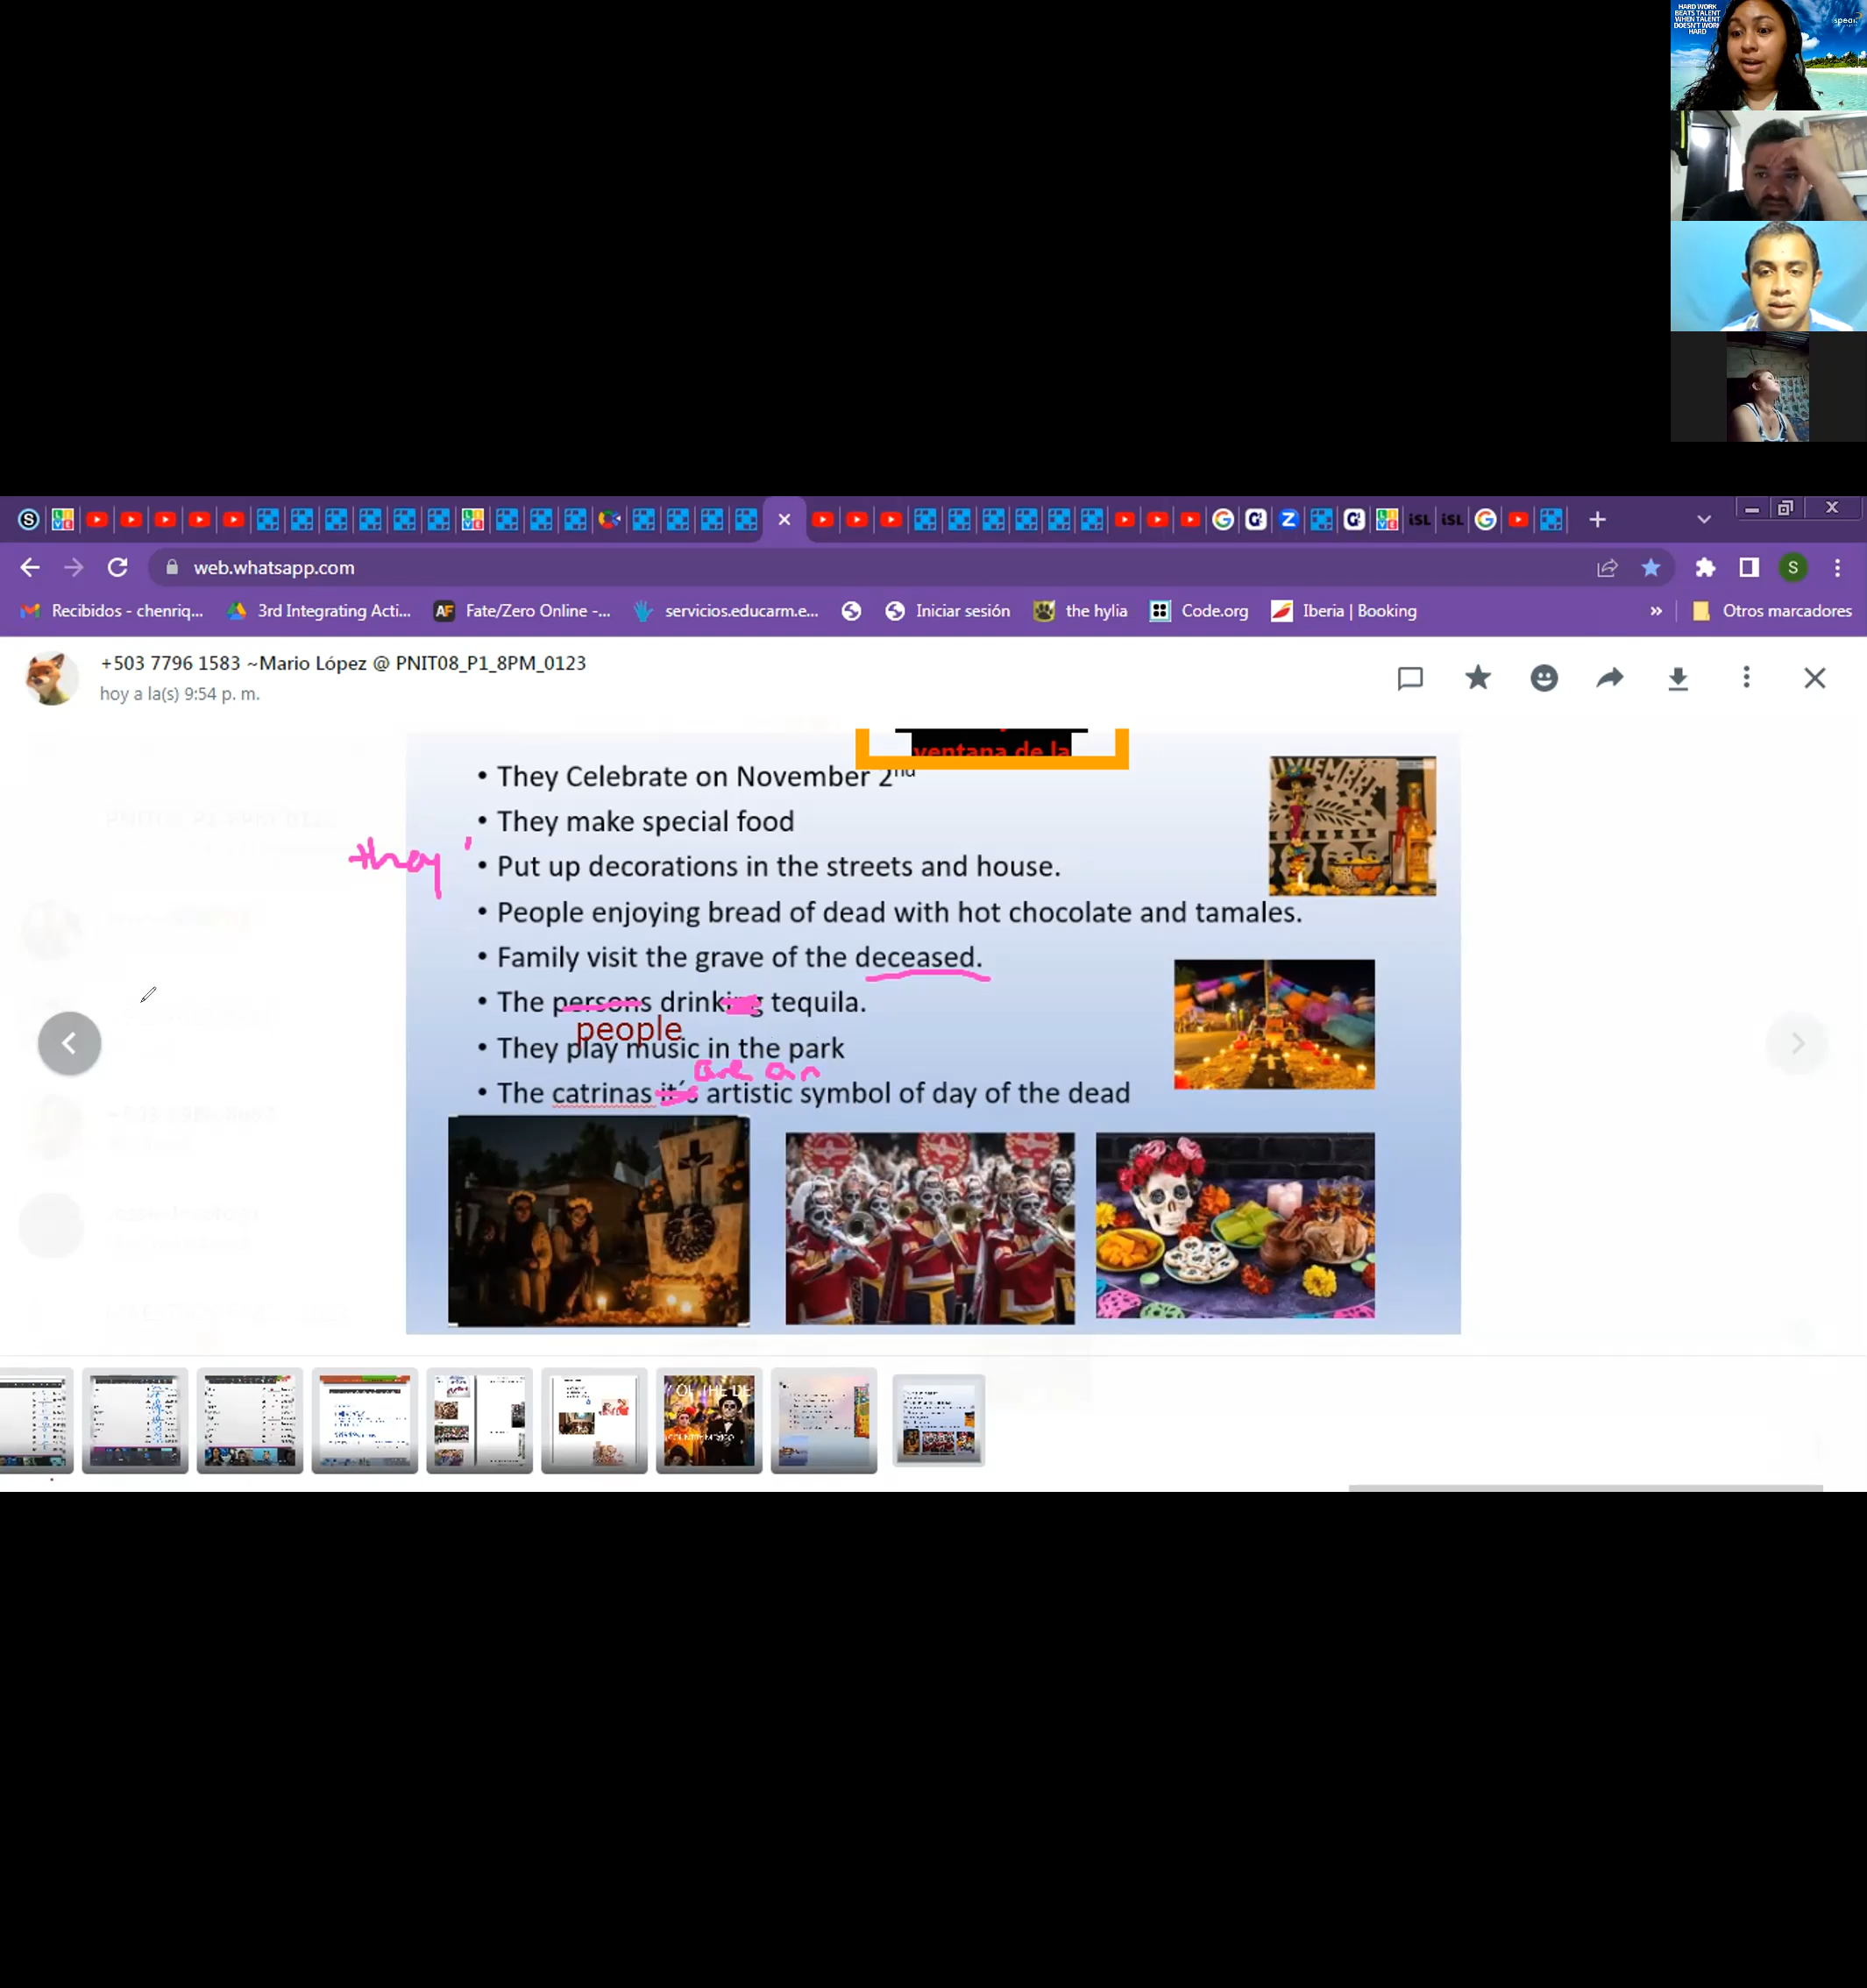 HARD WORK
BEATS TALENT
WHEN TALENT
DOESN'T WORK
HARD
web.whatsapp.com
Recibidos - chenriq... 3rd Integrating Acti... AF Fate/Zero Online -... servicios.educarm.e... Iniciar sesión the hylia Code.org Iberia | Booking » Otros marcadores
+503 7796 1583 ~Mario López @ PNIT08_P1_8PM_0123
hoy a la(s) 9:54 p. m.
ventana de la
• They Celebrate on November 2nd
• They make special food
they
• Put up decorations in the streets and house.
• People enjoying bread of dead with hot chocolate and tamales.
• Family visit the grave of the deceased.
• The persons drinking tequila.
people
• They play music in the park
are an
• The catrinas it´s artistic symbol of day of the dead